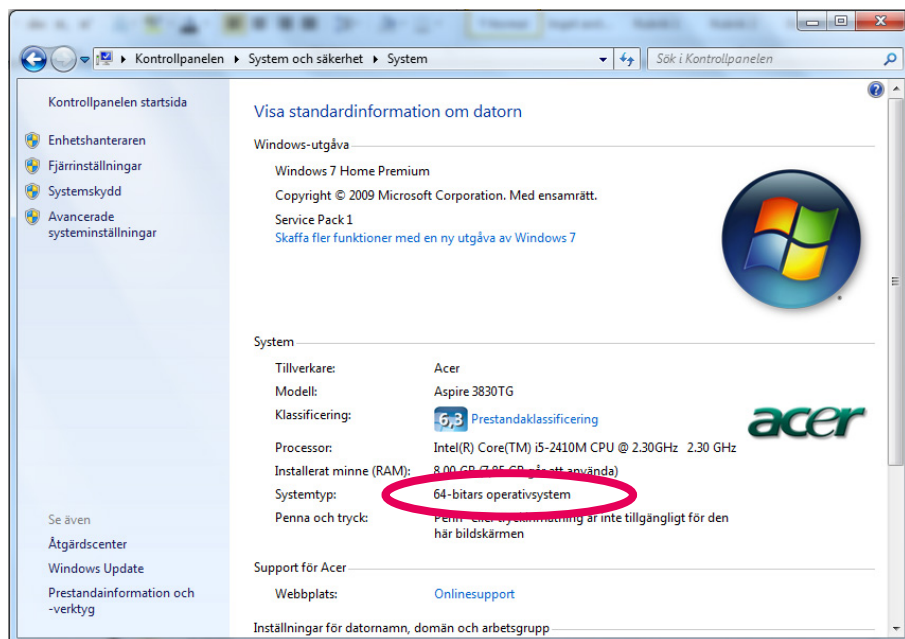 Kontrollpanelen ▸ System och säkerhet ▸ System
Sök i Kontrollpanelen
Kontrollpanelen startsida
Enhetshanteraren
Fjärrinställningar
Systemskydd
Avancerade
systeminställningar
Visa standardinformation om datorn
Windows-utgåva
Windows 7 Home Premium
Copyright © 2009 Microsoft Corporation. Med ensamrätt.
Service Pack 1
Skaffa fler funktioner med en ny utgåva av Windows 7
System
Tillverkare: Acer
Modell: Aspire 3830TG
Klassificering: 6,3 Prestandaklassificering
acer
Processor: Intel(R) Core(TM) i5-2410M CPU @ 2.30GHz 2.30 GHz
Installerat minne (RAM): 8,00 GB (7,85 GB går att använda)
Systemtyp: 64-bitars operativsystem
Penna och tryck: Penn- eller tryckinmatning är inte tillgängligt för den
här bildskärmen
Support för Acer
Webbplats: Onlinesupport
Inställningar för datornamn, domän och arbetsgrupp
Se även
Åtgärdscenter
Windows Update
Prestandainformation och
-verktyg